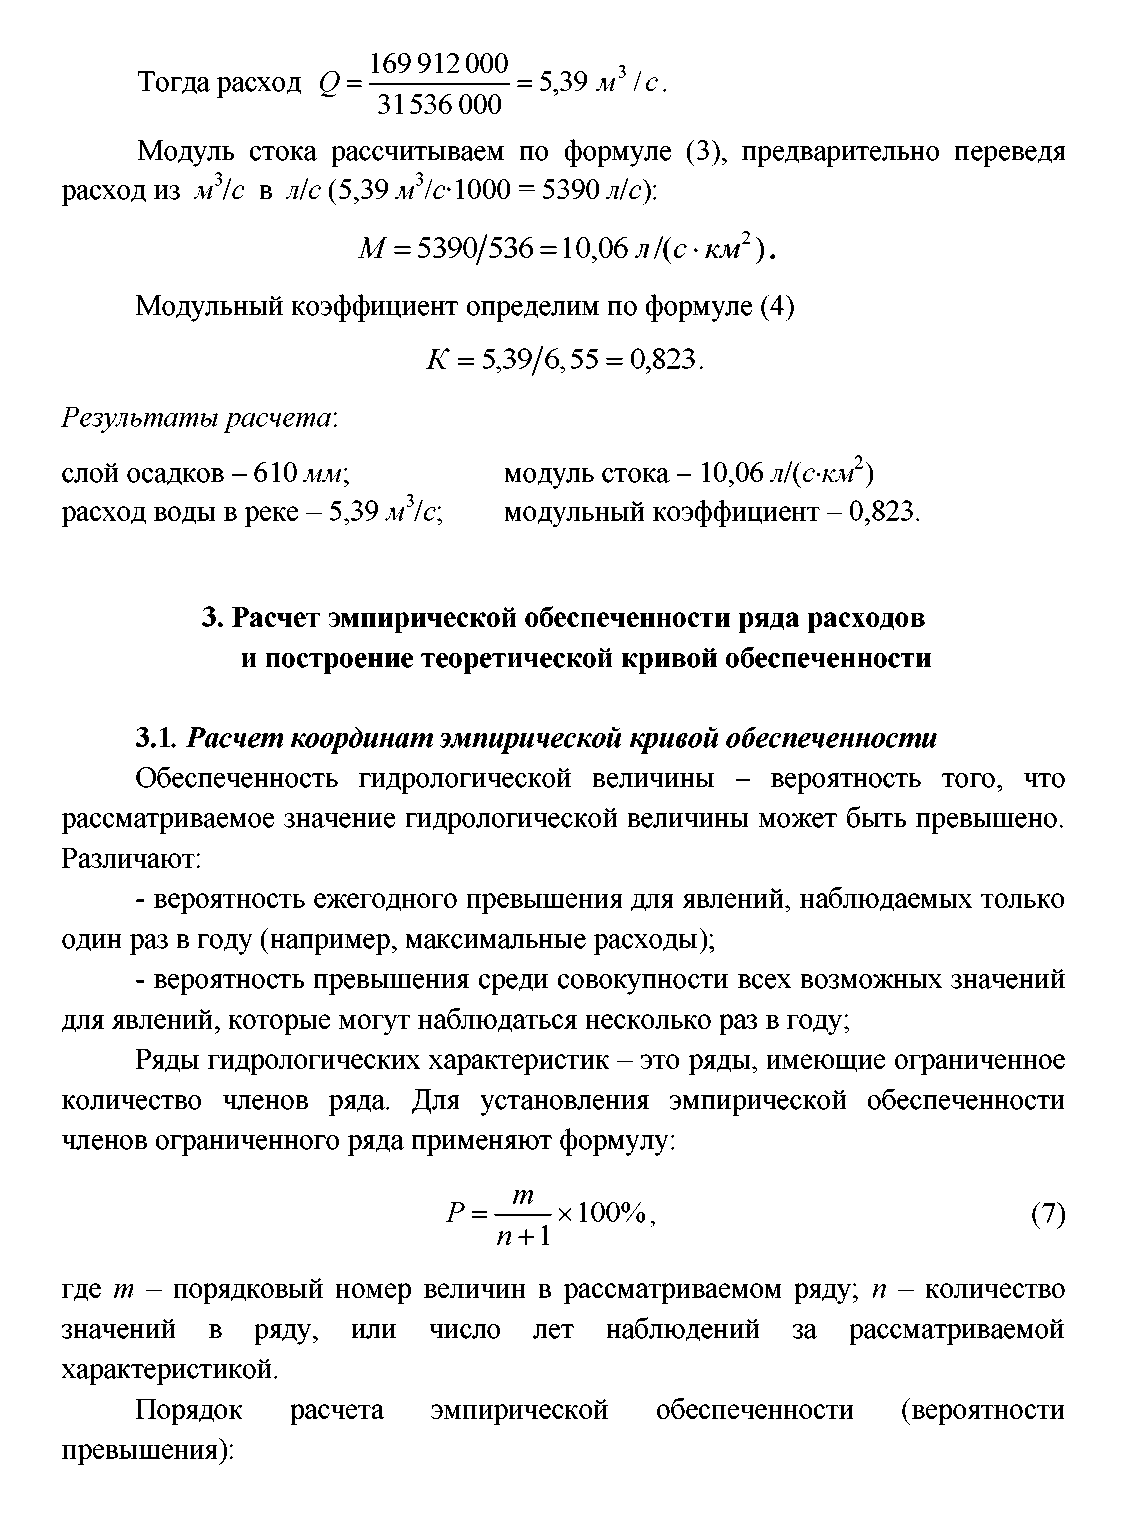 Тогда расход Q = 169 912 000 / 31 536 000 = 5,39 м³ / с.
Модуль стока рассчитываем по формуле (3), предварительно переведя
расход из м³/с в л/с (5,39 м³/с·1000 = 5390 л/с):
M = 5390/536 = 10,06 л/(с · км²).
Модульный коэффициент определим по формуле (4)
K = 5,39/6,55 = 0,823.
Результаты расчета:
слой осадков – 610 мм; модуль стока – 10,06 л/(с·км²)
расход воды в реке – 5,39 м³/с; модульный коэффициент – 0,823.
3. Расчет эмпирической обеспеченности ряда расходов
и построение теоретической кривой обеспеченности
3.1. Расчет координат эмпирической кривой обеспеченности
Обеспеченность гидрологической величины – вероятность того, что
рассматриваемое значение гидрологической величины может быть превышено.
Различают:
- вероятность ежегодного превышения для явлений, наблюдаемых только
один раз в году (например, максимальные расходы);
- вероятность превышения среди совокупности всех возможных значений
для явлений, которые могут наблюдаться несколько раз в году;
Ряды гидрологических характеристик – это ряды, имеющие ограниченное
количество членов ряда. Для установления эмпирической обеспеченности
членов ограниченного ряда применяют формулу:
P = m / (n + 1) × 100%, (7)
где m – порядковый номер величин в рассматриваемом ряду; n – количество
значений в ряду, или число лет наблюдений за рассматриваемой
характеристикой.
Порядок расчета эмпирической обеспеченности (вероятности
превышения):